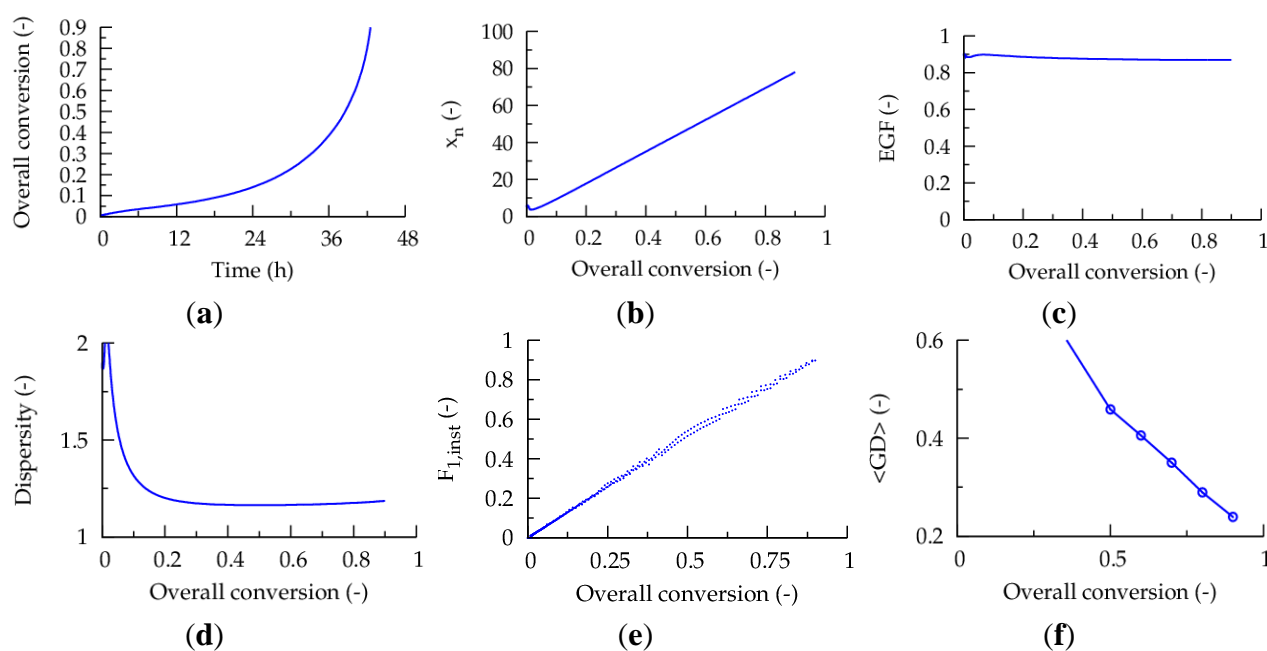 Overall conversion (-)
0.9
0.8
0.7
0.6
0.5
0.4
0.3
0.2
0.1
0
0 12 24 36 48
Time (h)
(a)
x_n (-)
100
80
60
40
20
0
0 0.2 0.4 0.6 0.8 1
Overall conversion (-)
(b)
EGF (-)
1
0.8
0.6
0.4
0.2
0
0 0.2 0.4 0.6 0.8 1
Overall conversion (-)
(c)
Dispersity (-)
2
1.5
1
0 0.2 0.4 0.6 0.8 1
Overall conversion (-)
(d)
F_1,inst (-)
1
0.8
0.6
0.4
0.2
0
0 0.25 0.5 0.75 1
Overall conversion (-)
(e)
<GD> (-)
0.6
0.4
0.2
0 0.5 1
Overall conversion (-)
(f)